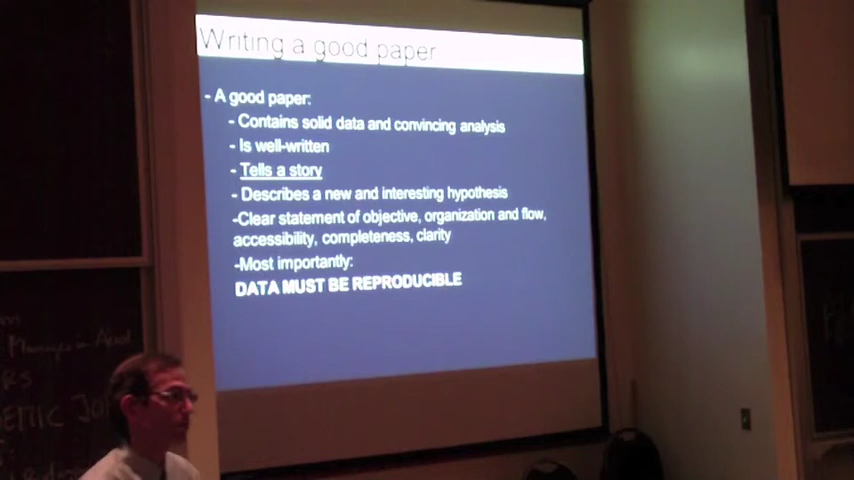 Writing a good paper
- A good paper:
- Contains solid data and convincing analysis
- Is well-written
- Tells a story
- Describes a new and interesting hypothesis
-Clear statement of objective, organization and flow,
accessibility, completeness, clarity
-Most importantly:
DATA MUST BE REPRODUCIBLE